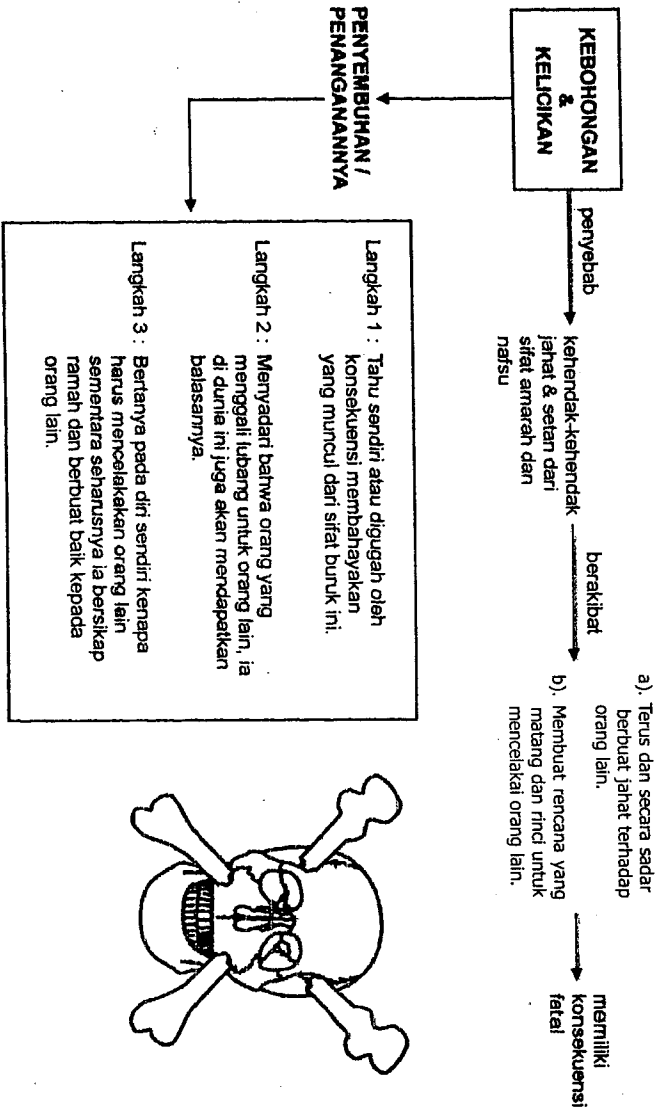 KEBOHONGAN
&
KELICIKAN
penyebab
kehendak-kehendak
jahat & setan dari
sifat amarah dan
nafsu
berakibat
a). Terus dan secara sadar
berbuat jahat terhadap
orang lain.
b). Membuat rencana yang
matang dan rinci untuk
mencelakai orang lain.
memiliki
konsekuensi
fatal
PENYEMBUHAN /
PENANGANANNYA
Langkah 1 : Tahu sendiri atau digugah oleh
konsekuensi membahayakan
yang muncul dari sifat buruk ini.
Langkah 2 : Menyadari bahwa orang yang
menggali lubang untuk orang lain, ia
di dunia ini juga akan mendapatkan
balasannya.
Langkah 3 : Bertanya pada diri sendiri kenapa
harus mencelakakan orang lain
sementara seharusnya ia bersikap
ramah dan berbuat baik kepada
orang lain.